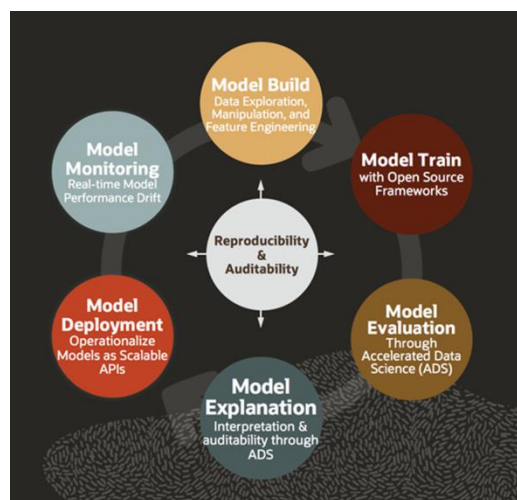 Model Build
Data Exploration,
Manipulation, and
Feature Engineering
Model Train
with Open Source
Frameworks
Model
Evaluation
Through
Accelerated Data
Science (ADS)
Model
Explanation
Interpretation &
auditability through
ADS
Model
Deployment
Operationalize
Models as Scalable
APIs
Model
Monitoring
Real-time Model
Performance Drift
Reproducibility
&
Auditability